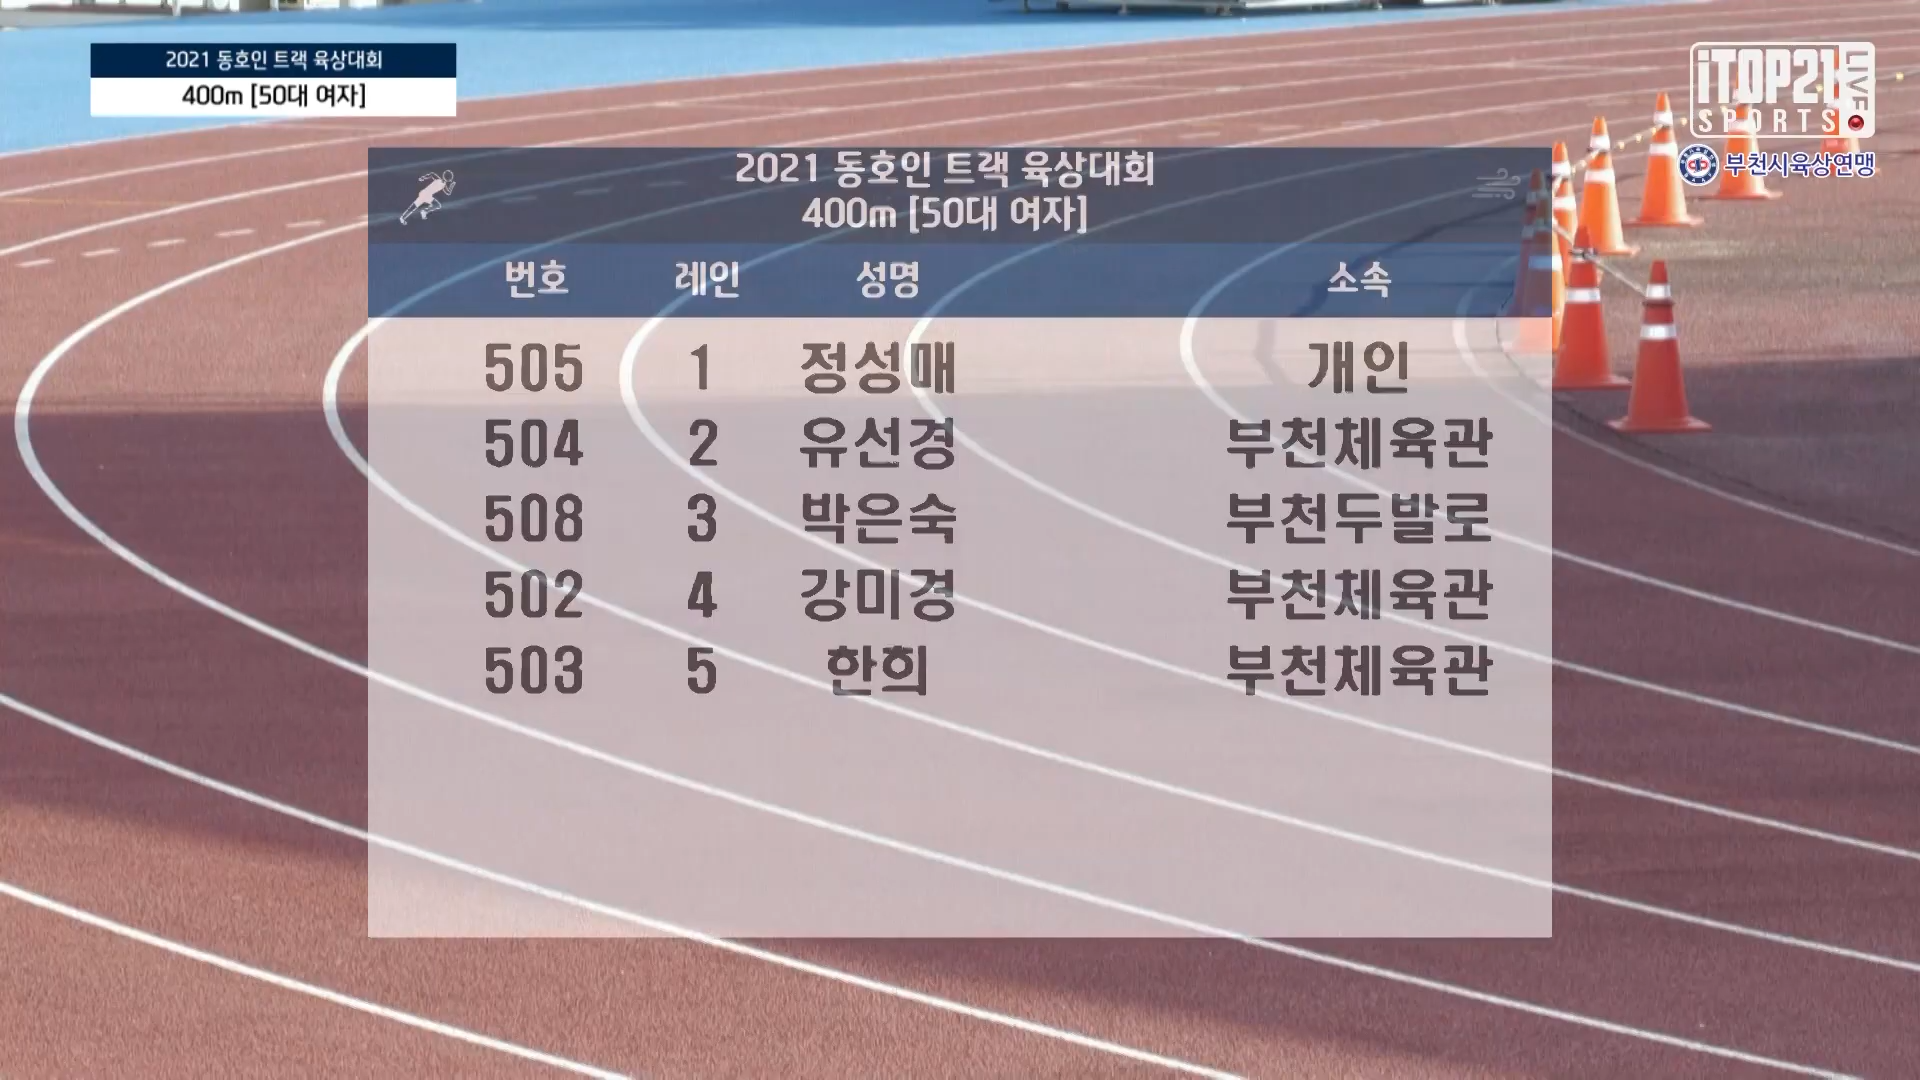 2021 동호인 트랙 육상대회
400m [50대 여자]
iTOP21 LIVE
SPORTS
부천시육상연맹
2021 동호인 트랙 육상대회
400m [50대 여자]
번호 레인 성명 소속
505 1 정성매 개인
504 2 유선경 부천체육관
508 3 박은숙 부천두발로
502 4 강미경 부천체육관
503 5 한희 부천체육관